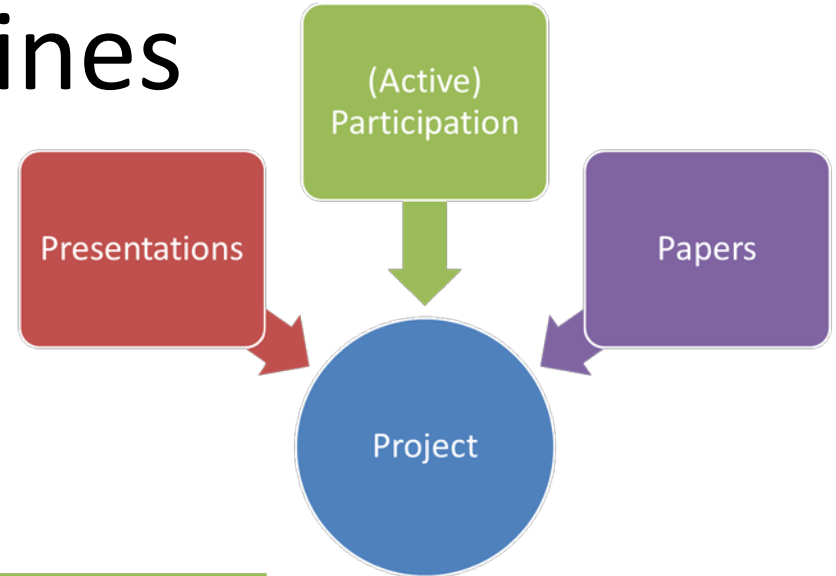 ines
(Active)
Participation
Presentations
Papers
Project